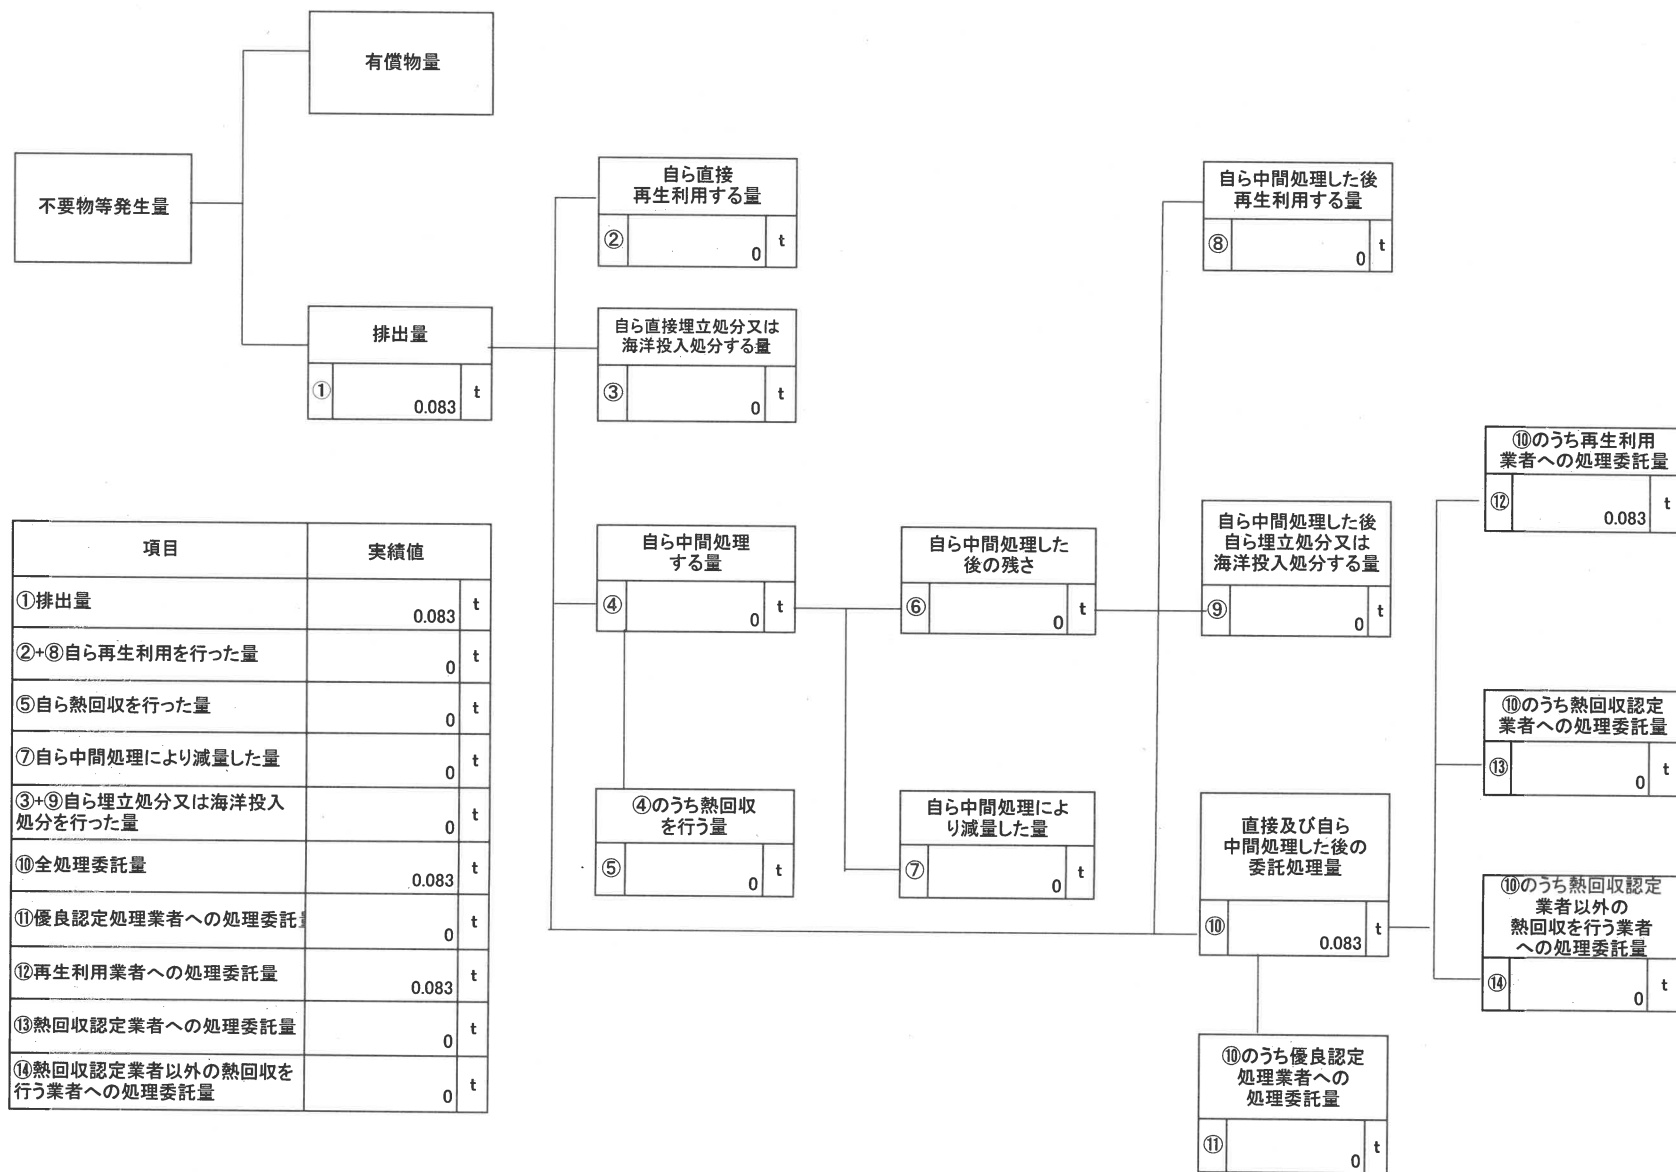 有償物量
不要物等発生量
排出量
①
0.083
t
自ら直接
再生利用する量
②
0
t
自ら直接埋立処分又は
海洋投入処分する量
③
0
t
自ら中間処理
する量
④
0
t
④のうち熱回収
を行う量
⑤
0
t
自ら中間処理した
後の残さ
⑥
0
t
自ら中間処理によ
り減量した量
⑦
0
t
自ら中間処理した後
再生利用する量
⑧
0
t
自ら中間処理した後
自ら埋立処分又は
海洋投入処分する量
⑨
0
t
直接及び自ら
中間処理した後の
委託処理量
⑩
0.083
t
⑩のうち優良認定
処理業者への
処理委託量
⑪
0
t
⑩のうち再生利用
業者への処理委託量
⑫
0.083
t
⑩のうち熱回収認定
業者への処理委託量
⑬
0
t
⑩のうち熱回収認定
業者以外の
熱回収を行う業者
への処理委託量
⑭
0
t
項目 実績値
①排出量 0.083 t
②+⑧自ら再生利用を行った量 0 t
⑤自ら熱回収を行った量 0 t
⑦自ら中間処理により減量した量 0 t
③+⑨自ら埋立処分又は海洋投入
処分を行った量 0 t
⑩全処理委託量 0.083 t
⑪優良認定処理業者への処理委託 0 t
⑫再生利用業者への処理委託量 0.083 t
⑬熱回収認定業者への処理委託量 0 t
⑭熱回収認定業者以外の熱回収を
行う業者への処理委託量 0 t